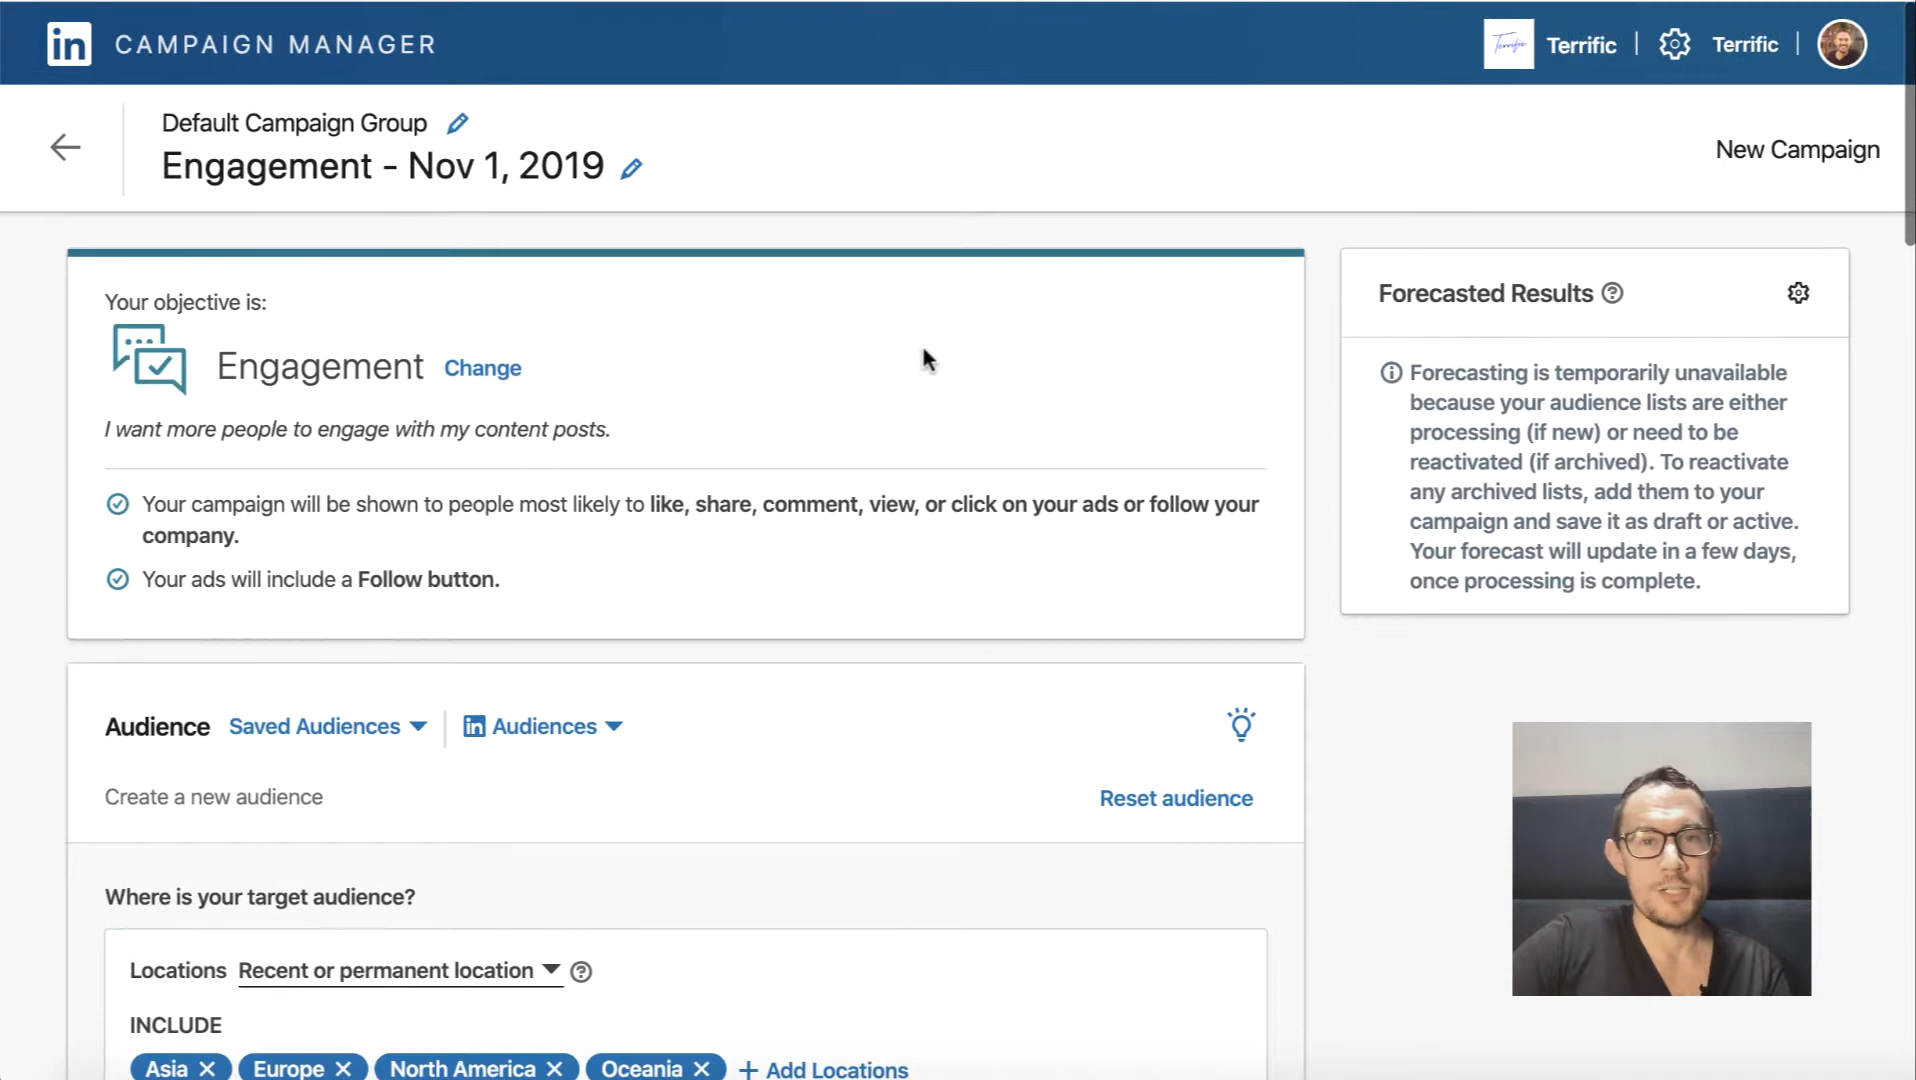 in CAMPAIGN MANAGER
Terrific Terrific | Terrific |
Default Campaign Group
Engagement - Nov 1, 2019
New Campaign
Your objective is:
Engagement Change
I want more people to engage with my content posts.
Your campaign will be shown to people most likely to like, share, comment, view, or click on your ads or follow your
company.
Your ads will include a Follow button.
Forecasted Results
Forecasting is temporarily unavailable
because your audience lists are either
processing (if new) or need to be
reactivated (if archived). To reactivate
any archived lists, add them to your
campaign and save it as draft or active.
Your forecast will update in a few days,
once processing is complete.
Audience Saved Audiences | in Audiences
Create a new audience
Reset audience
Where is your target audience?
Locations Recent or permanent location
INCLUDE
Asia × Europe × North America × Oceania × + Add Locations